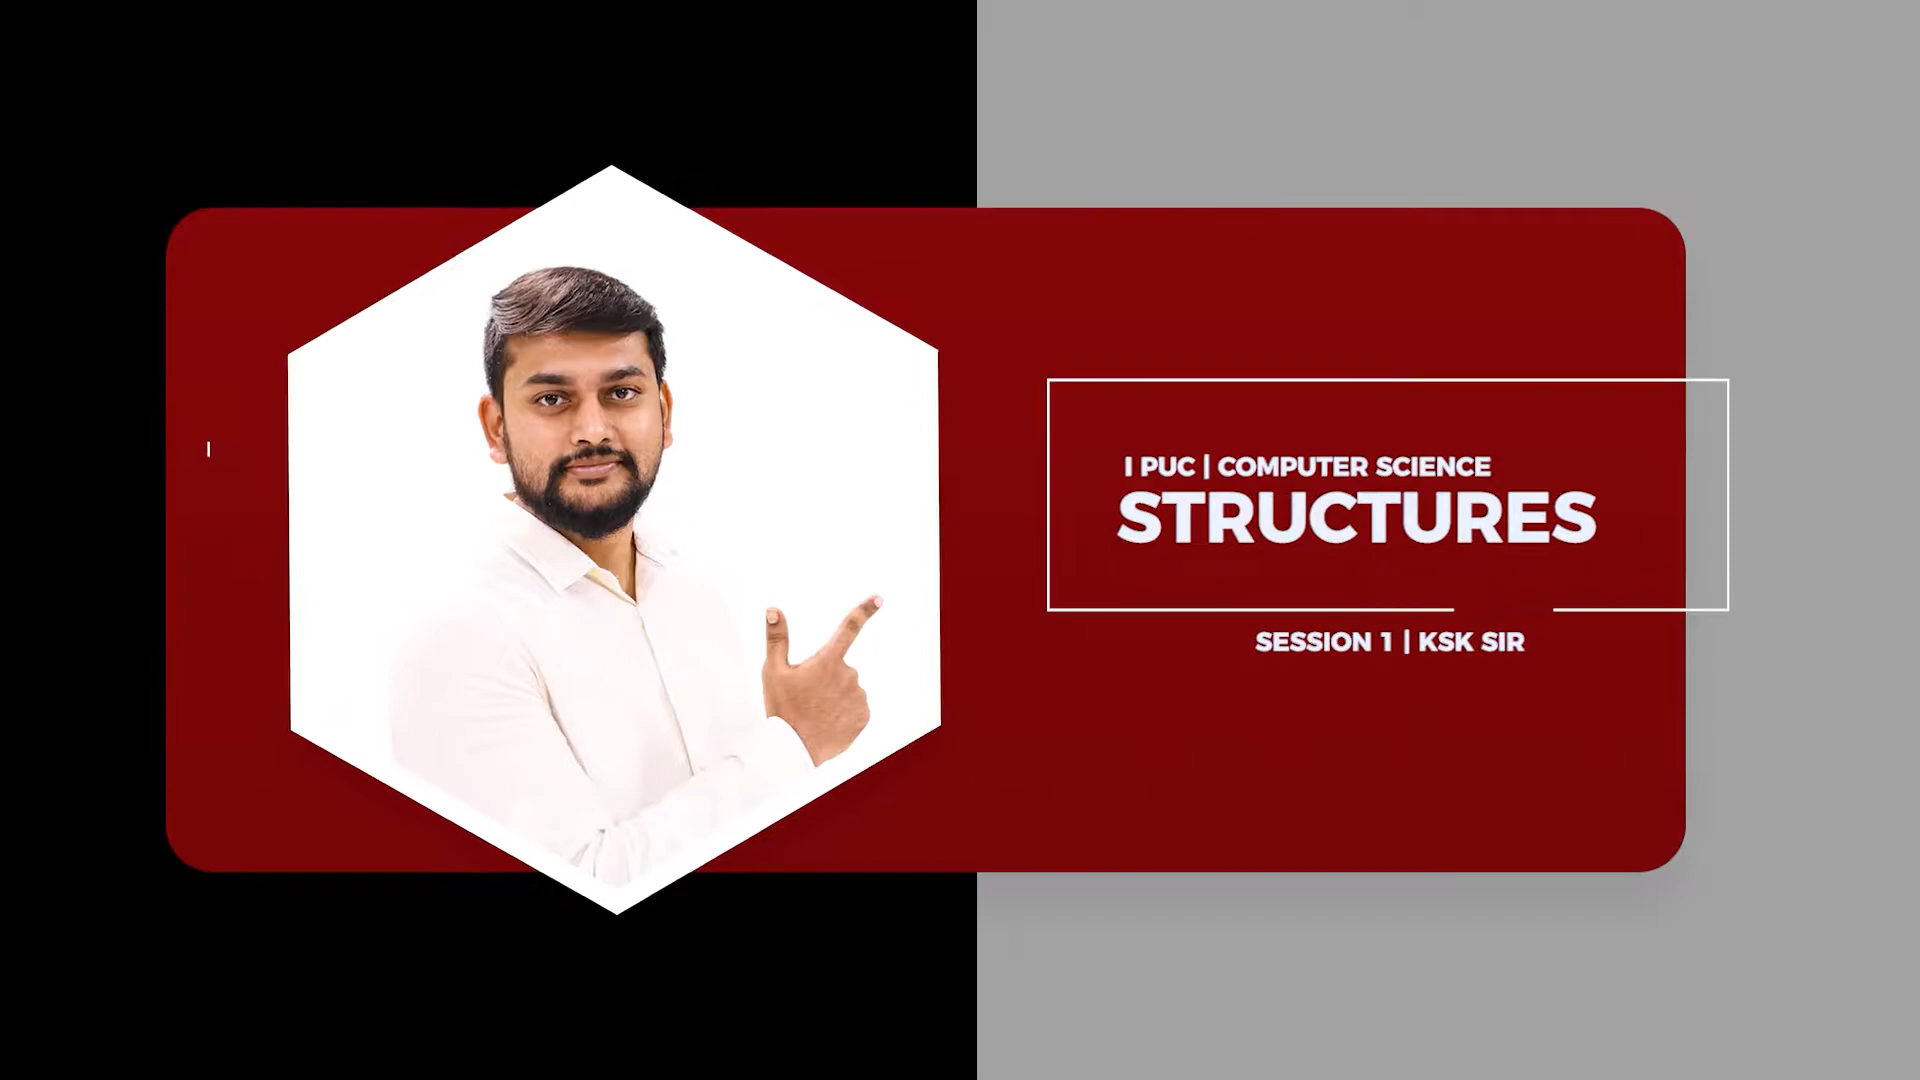 I PUC | COMPUTER SCIENCE
STRUCTURES
SESSION 1 | KSK SIR